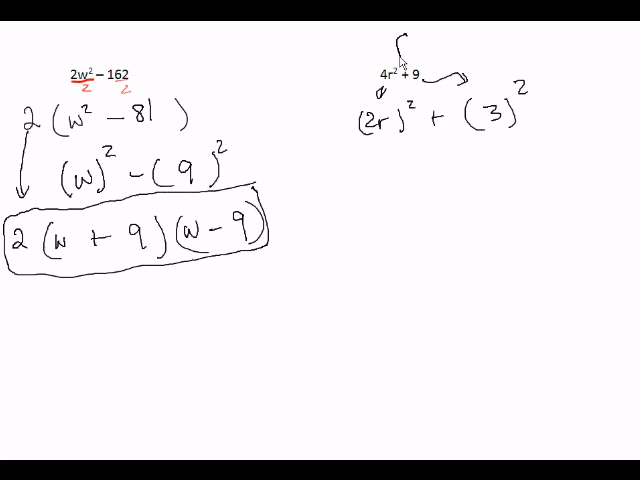 2w² – 162
2 2
2 (w² – 81 )
(w)² – (9)²
2 (w + 9)(w – 9)
4r² + 9
(2r)² + (3)²